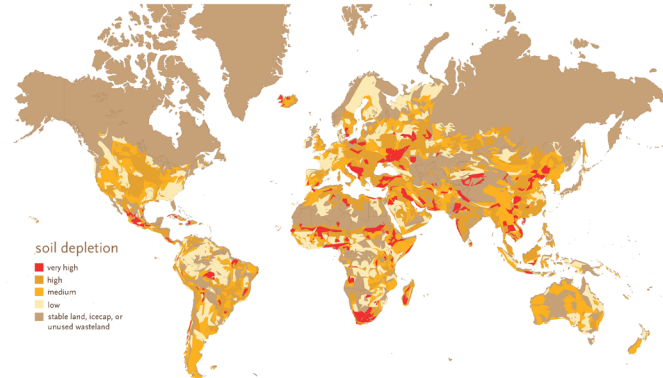 soil depletion
very high
high
medium
low
stable land, icecap, or
unused wasteland